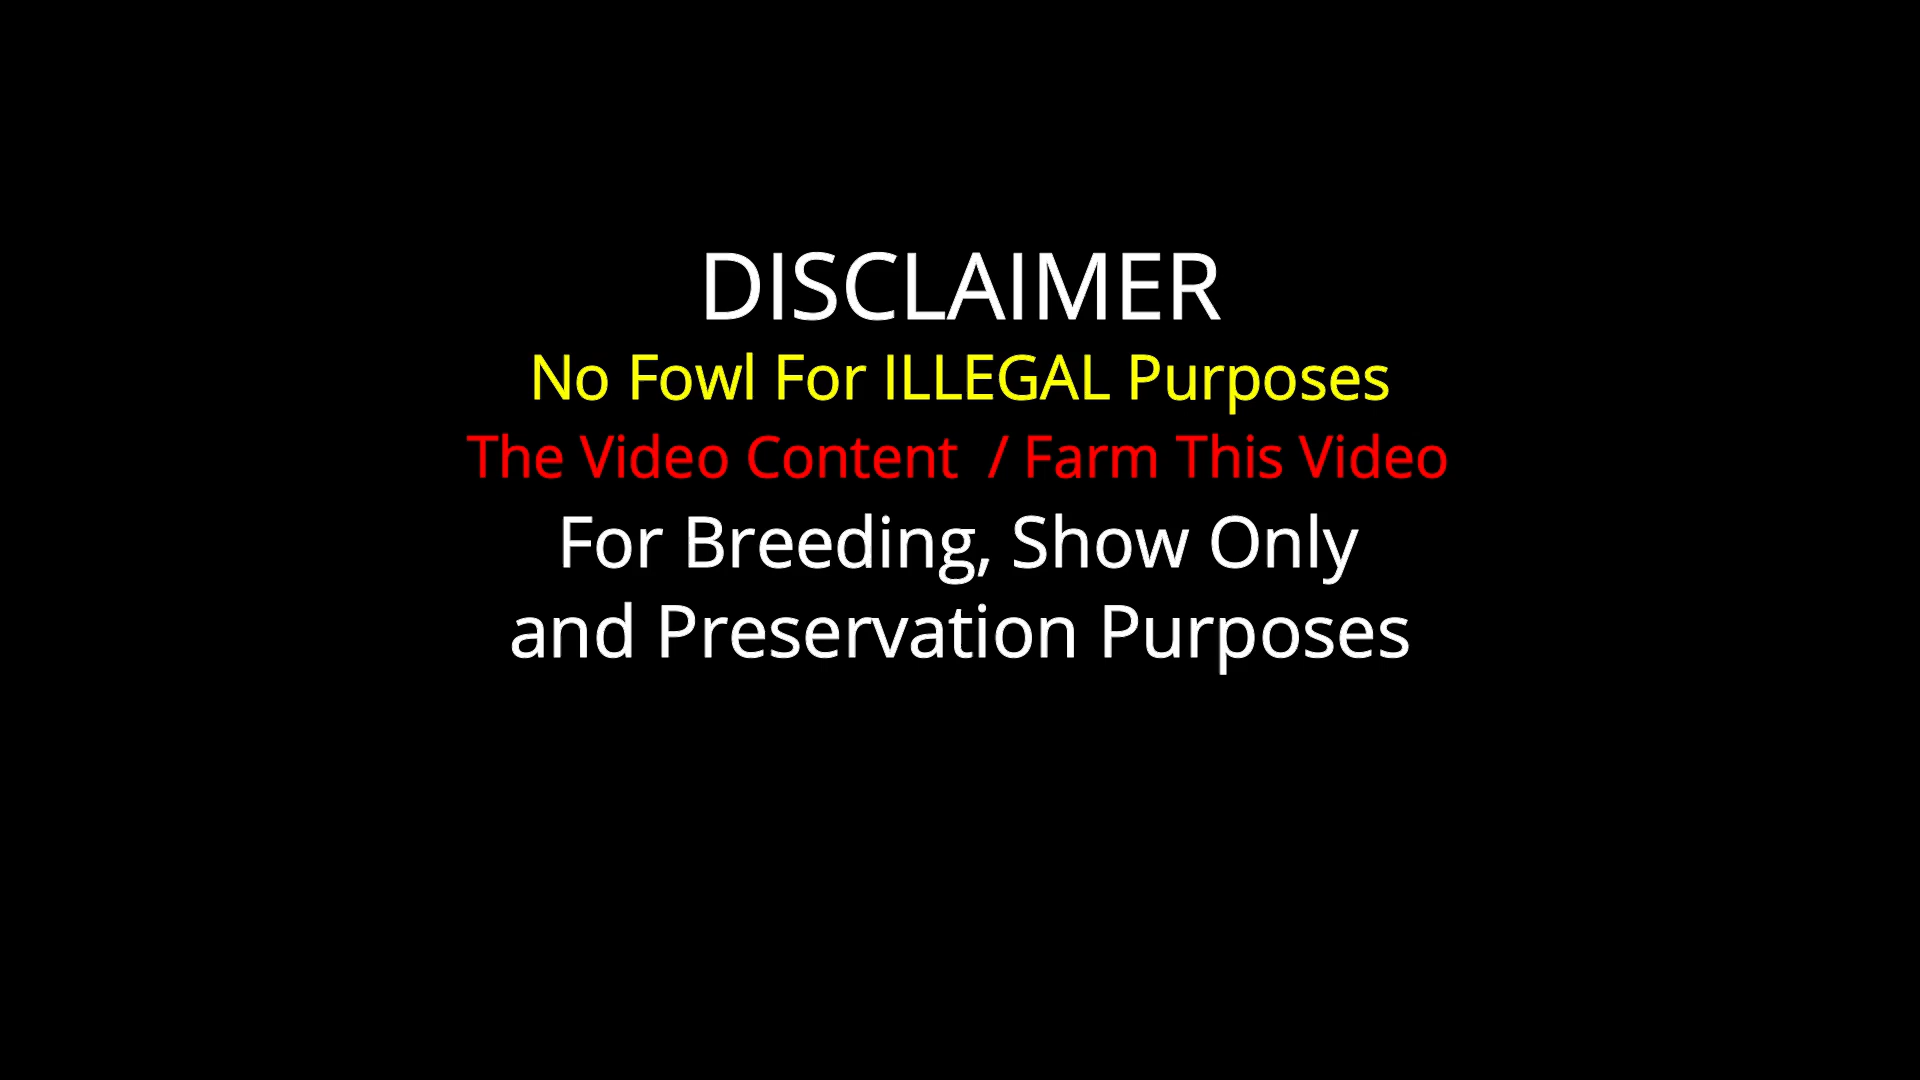 DISCLAIMER
No Fowl For ILLEGAL Purposes
The Video Content  / Farm This Video
For Breeding, Show Only
and Preservation Purposes